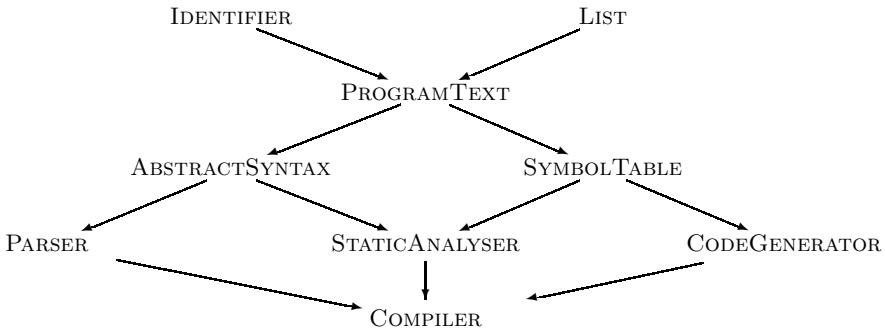 Identifier List
ProgramText
AbstractSyntax SymbolTable
Parser StaticAnalyser CodeGenerator
Compiler